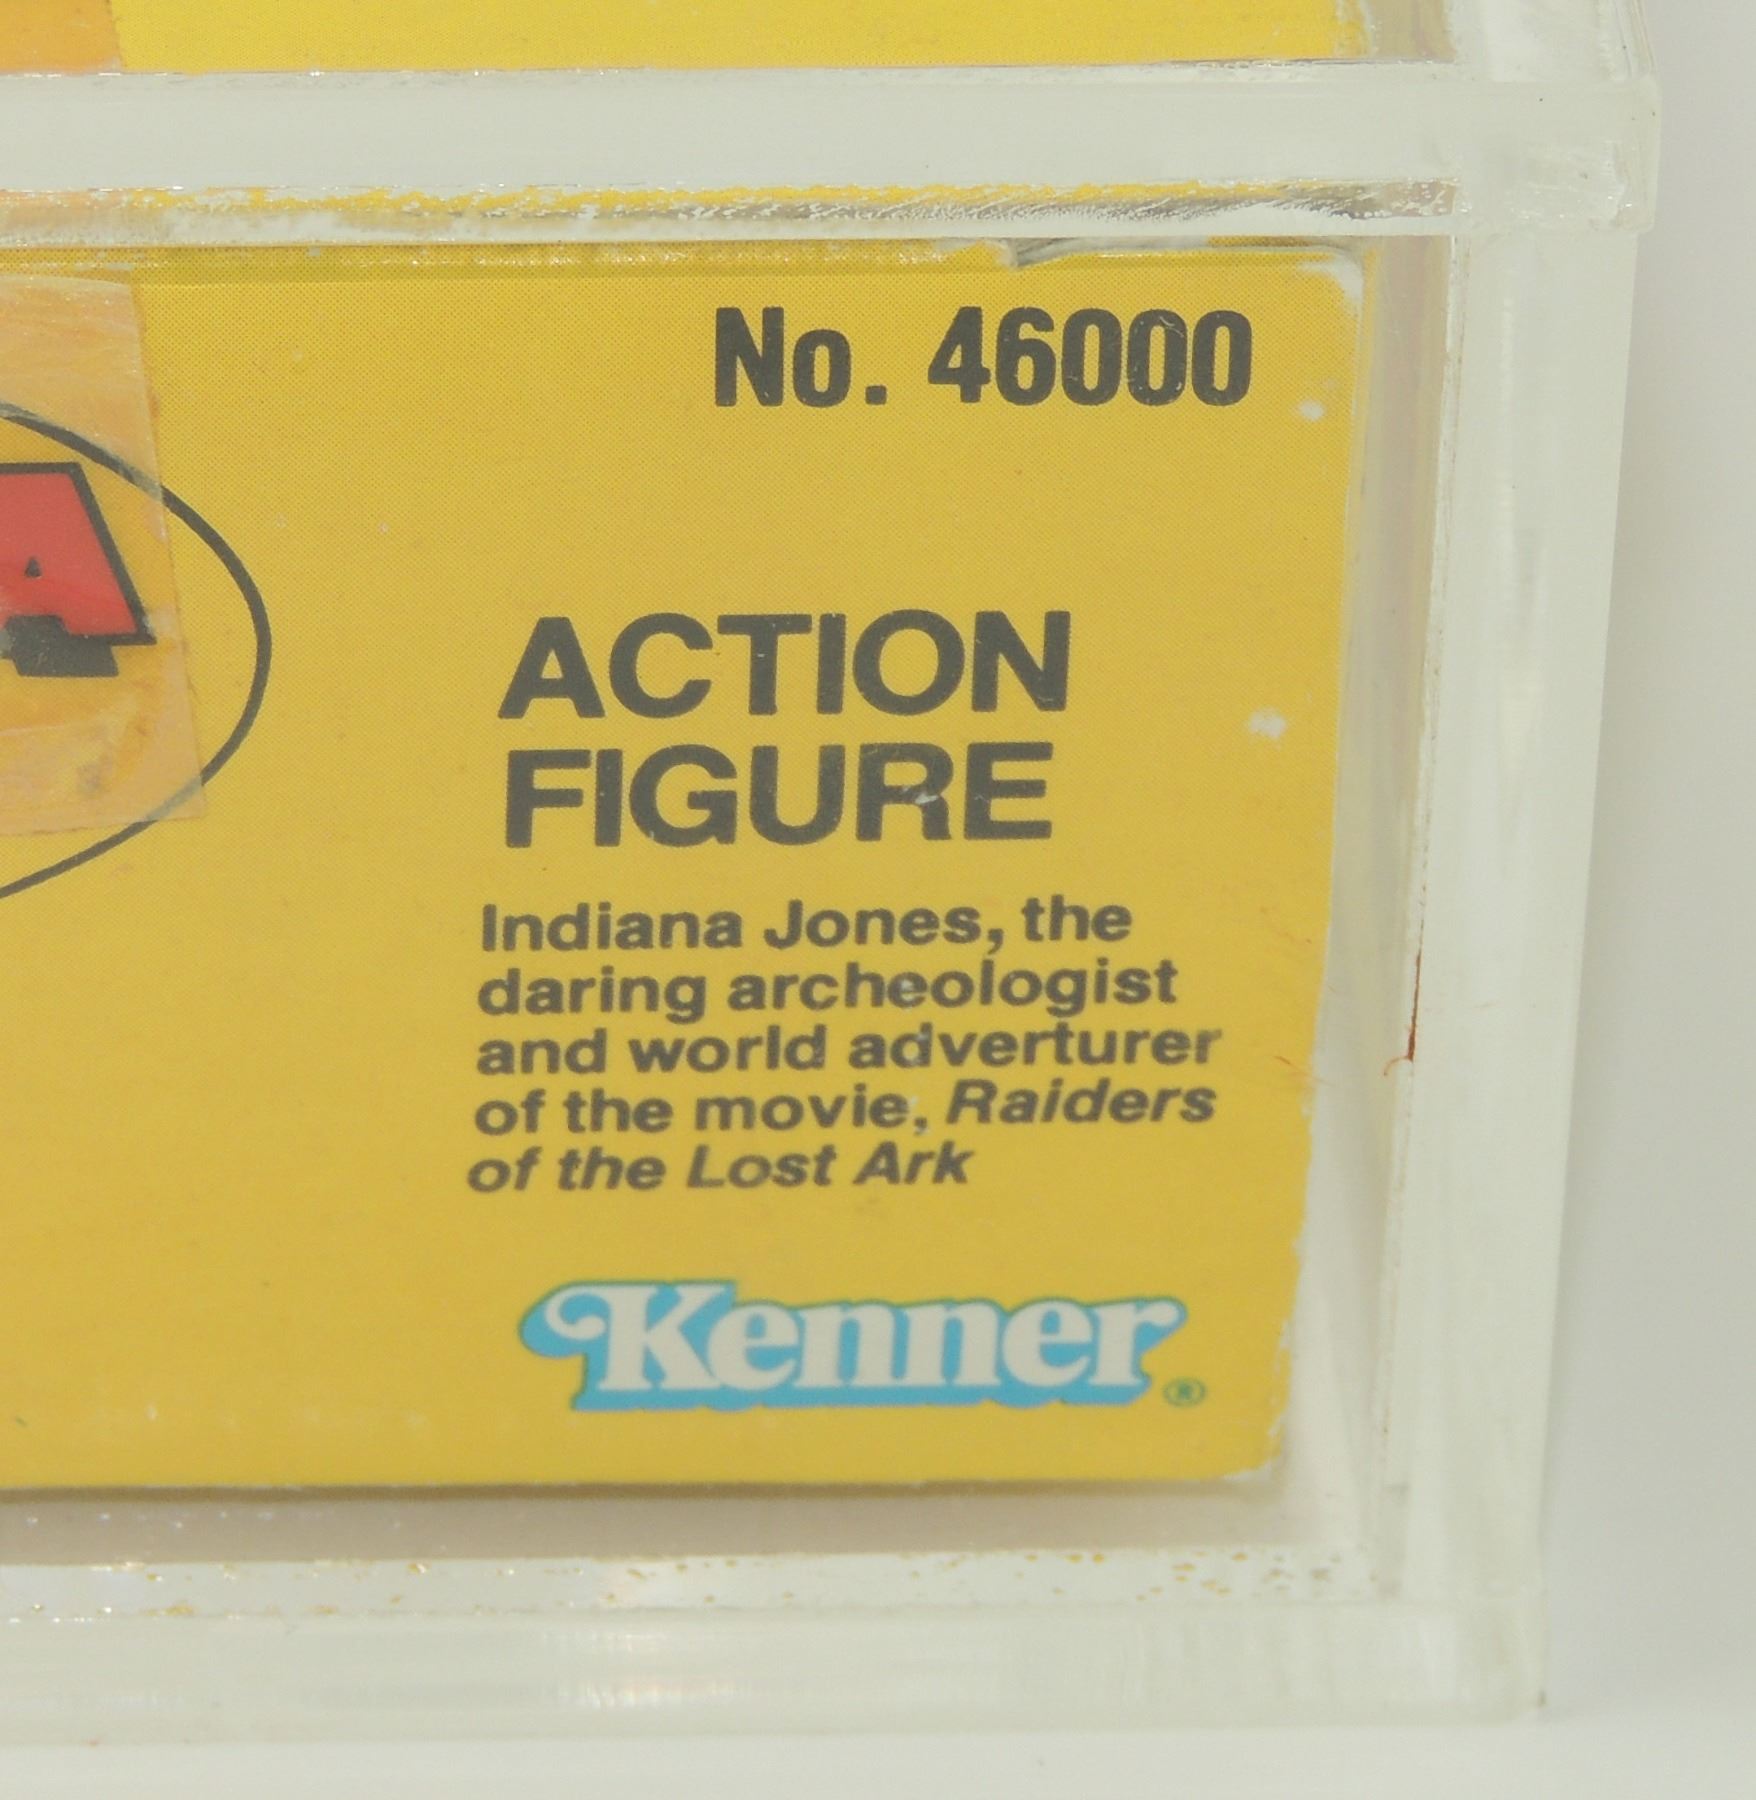 No. 46000
A
ACTION
FIGURE
Indiana Jones, the
daring archeologist
and world adverturer
of the movie, Raiders
of the Lost Ark
Kenner®